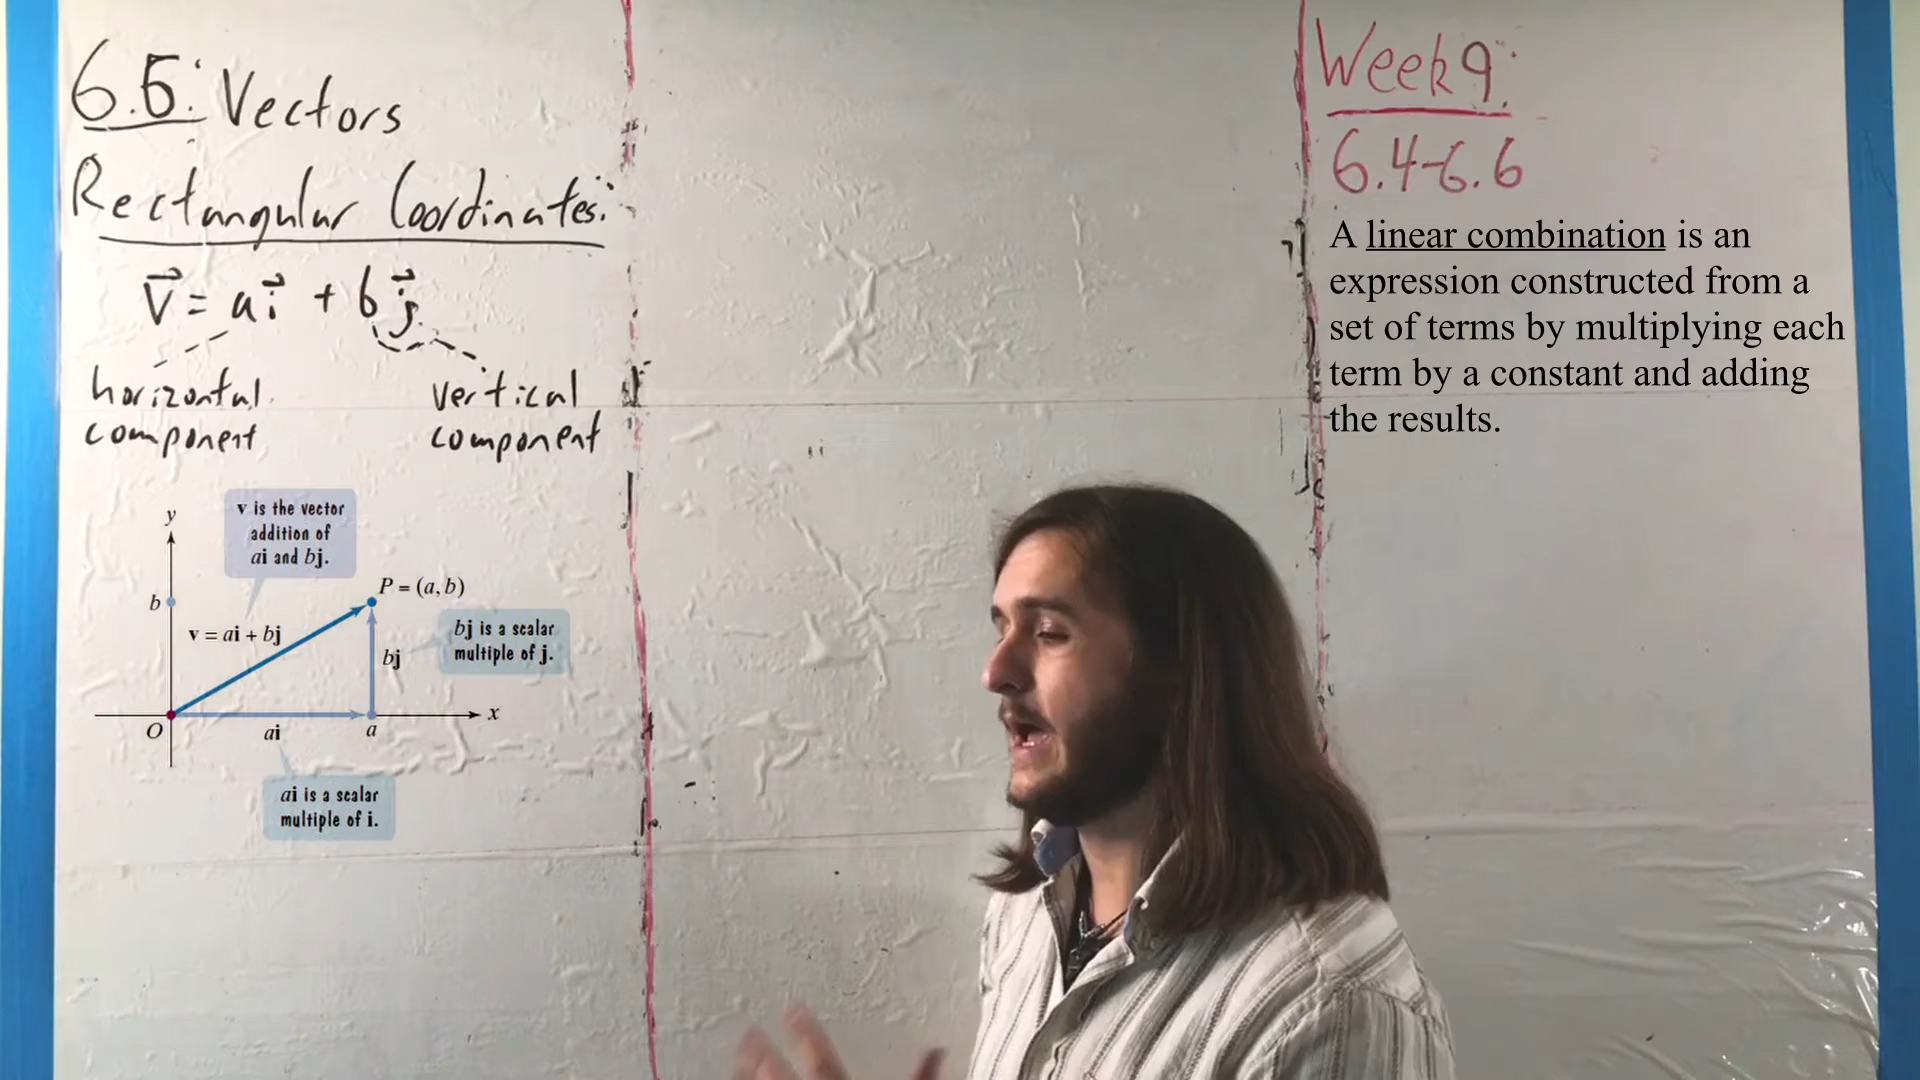 6.5: Vectors
Rectangular Coordinates:
v⃗ = ai⃗ + bj⃗
horizontal component
vertical component
y
v is the vector
addition of
ai and bj.
P = (a, b)
b
v = ai + bj
bj
bj is a scalar
multiple of j.
x
O
ai
a
ai is a scalar
multiple of i.
Week 9:
6.4-6.6
A linear combination is an
expression constructed from a
set of terms by multiplying each
term by a constant and adding
the results.